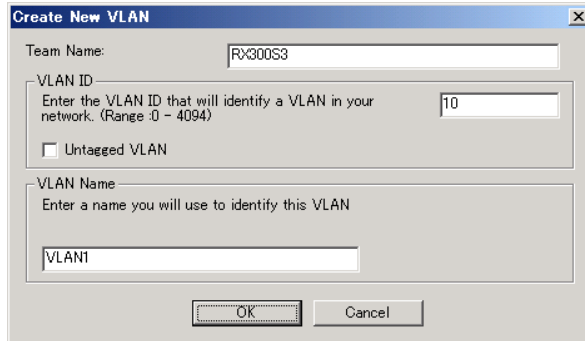 Create New VLAN
Team Name:
RX300S3
VLAN ID
Enter the VLAN ID that will identify a VLAN in your
network. (Range :0 - 4094)
10
Untagged VLAN
VLAN Name
Enter a name you will use to identify this VLAN
VLAN1
OK
Cancel